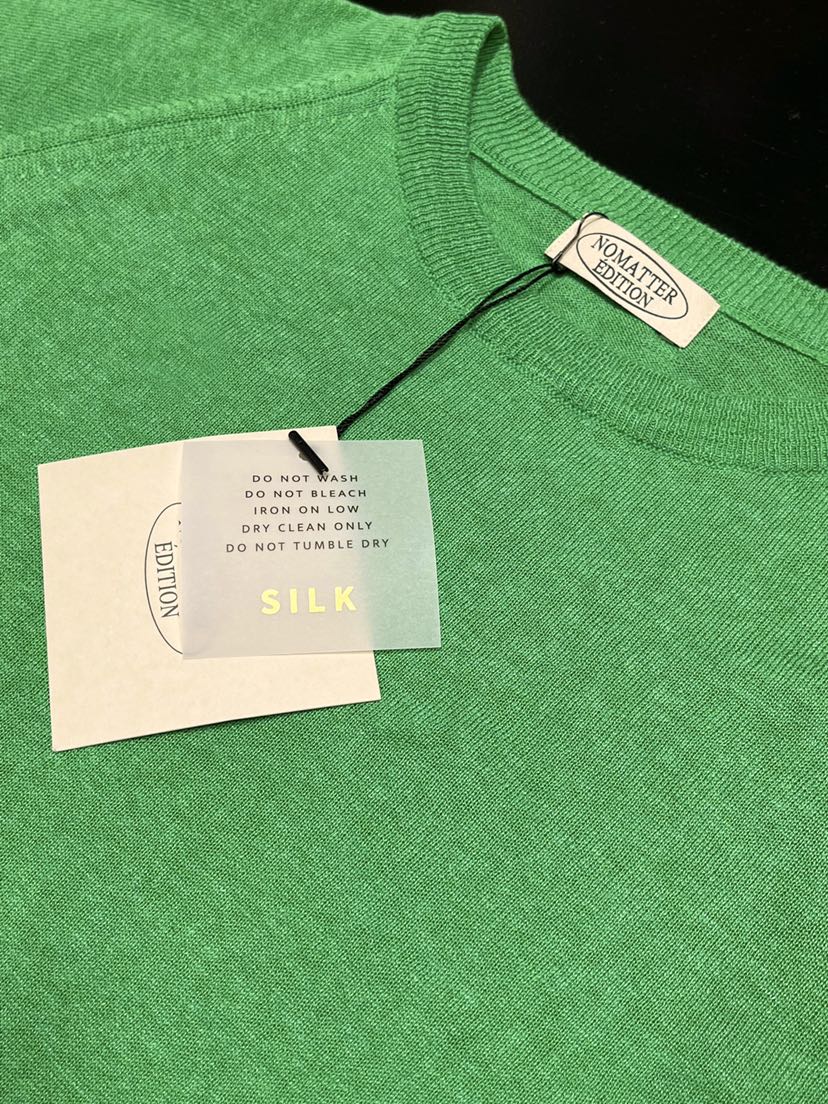 NOMATTER
ÉDITION
DO NOT WASH
DO NOT BLEACH
IRON ON LOW
DRY CLEAN ONLY
DO NOT TUMBLE DRY
SILK
ÉDITION